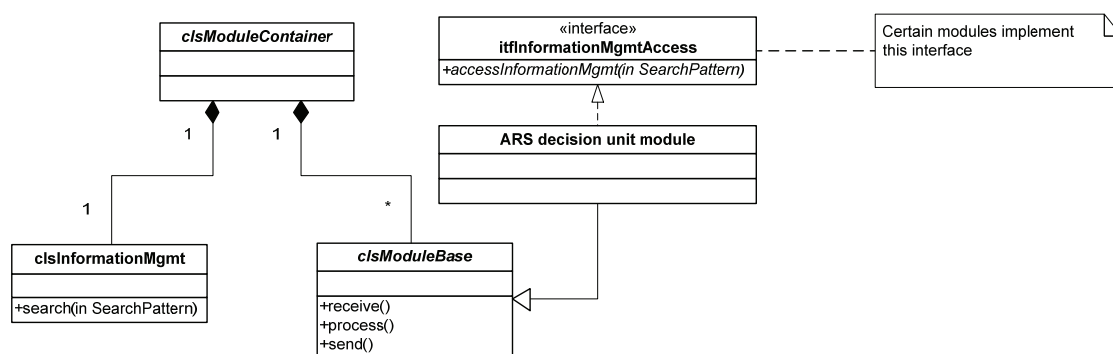 clsModuleContainer
«interface»
itfInformationMgmtAccess
+accessInformationMgmt(in SearchPattern)
Certain modules implement
this interface
1
1
ARS decision unit module
1
*
clsInformationMgmt
+search(in SearchPattern)
clsModuleBase
+receive()
+process()
+send()